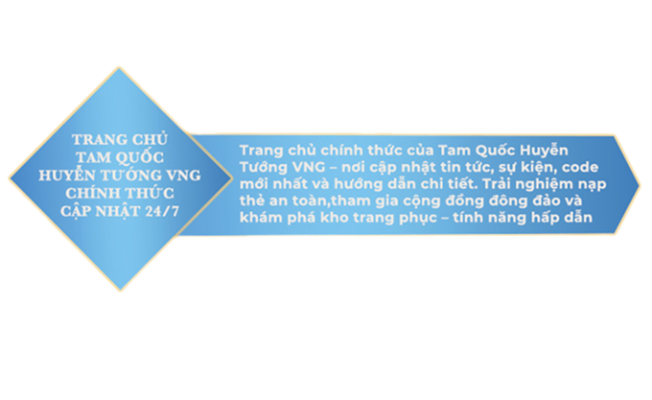 TRANG CHỦ
TAM QUỐC
HUYỄN TƯỚNG VNG
CHÍNH THỨC
CẬP NHẬT 24/7
Trang chủ chính thức của Tam Quốc Huyễn
Tướng VNG – nơi cập nhật tin tức, sự kiện, code
mới nhất và hướng dẫn chi tiết. Trải nghiệm nạp
thẻ an toàn,tham gia cộng đồng đông đảo và
khám phá kho trang phục – tính năng hấp dẫn